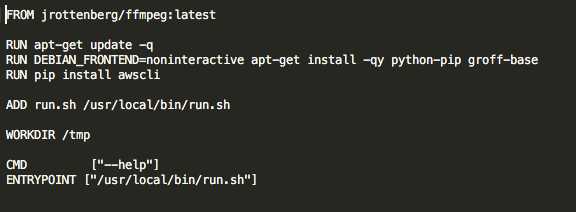 FROM jrottenberg/ffmpeg:latest
RUN apt-get update -q
RUN DEBIAN_FRONTEND=noninteractive apt-get install -qy python-pip groff-base
RUN pip install awscli
ADD run.sh /usr/local/bin/run.sh
WORKDIR /tmp
CMD         ["--help"]
ENTRYPOINT ["/usr/local/bin/run.sh"]